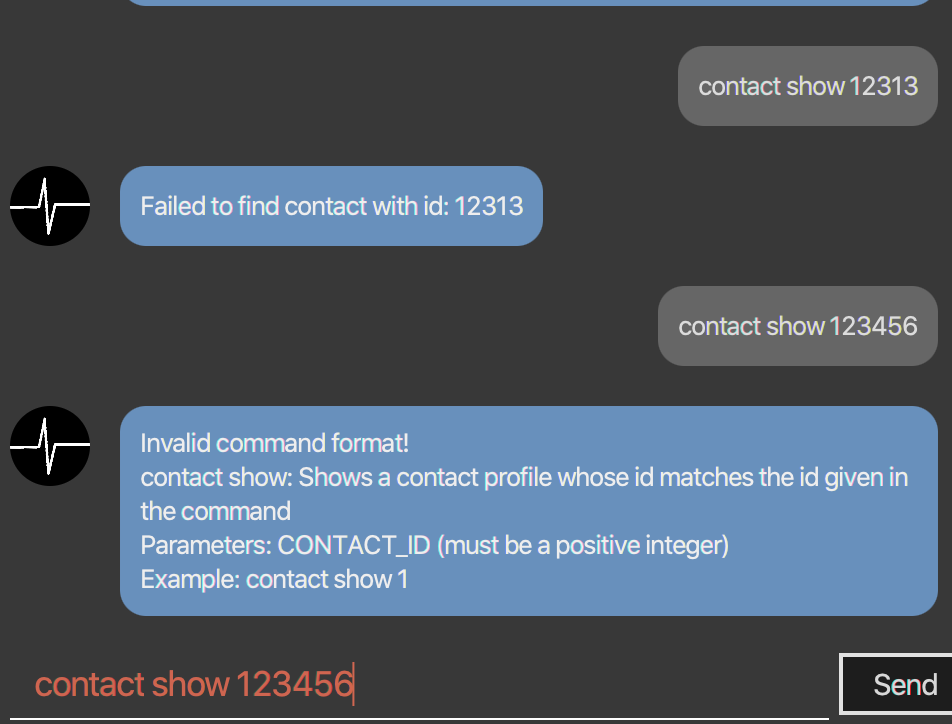 contact show 12313
Failed to find contact with id: 12313
contact show 123456
Invalid command format!
contact show: Shows a contact profile whose id matches the id given in
the command
Parameters: CONTACT_ID (must be a positive integer)
Example: contact show 1
contact show 123456
Send